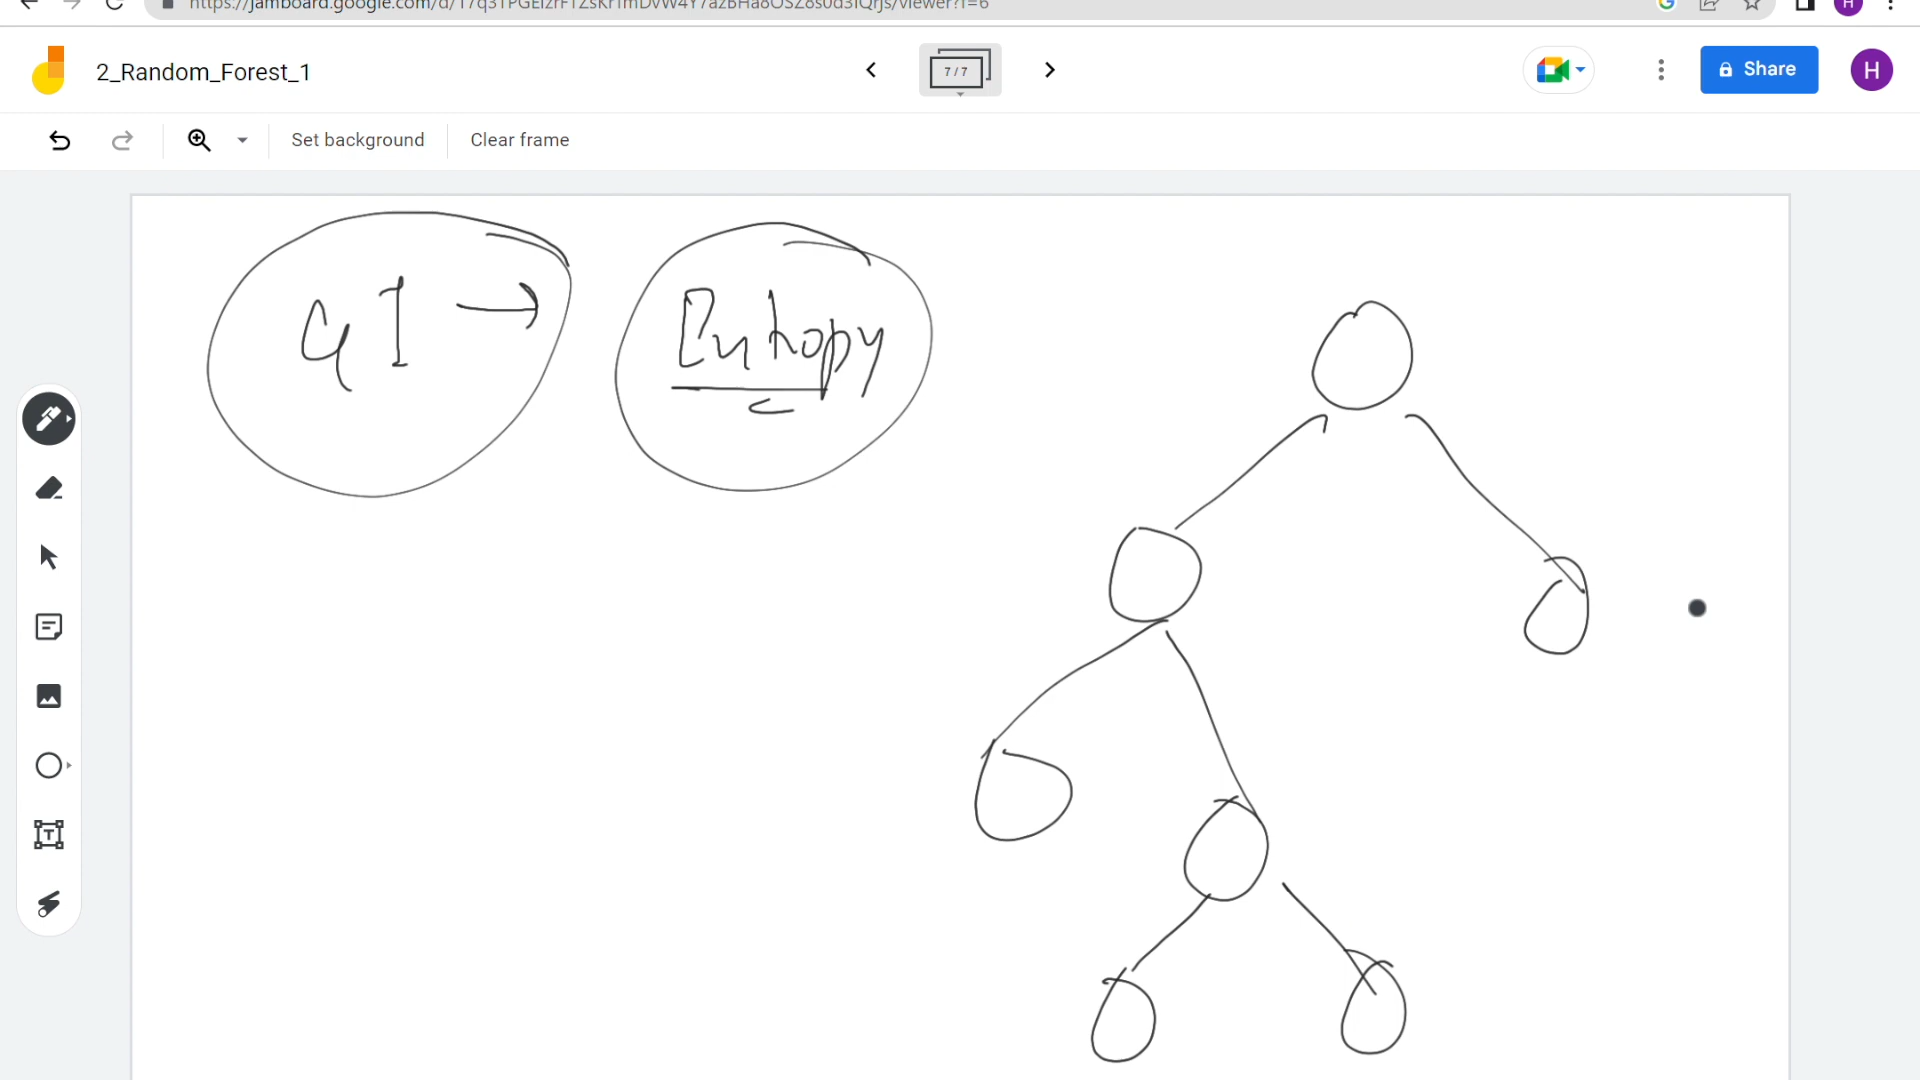 2_Random_Forest_1
7 / 7
Share
H
Set background
Clear frame
GI →
Entropy